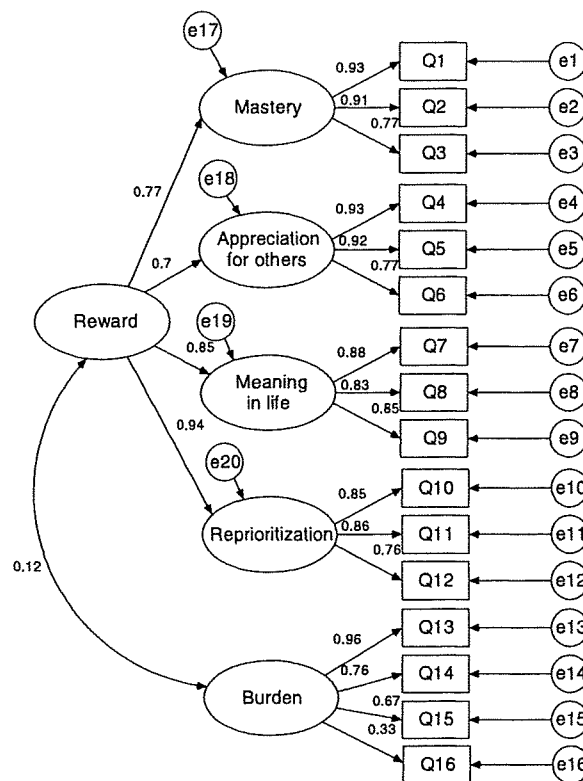 e17
0.93
Q1
e1
Mastery
0.91
Q2
e2
0.77
Q3
e3
0.77
e18
0.93
Q4
e4
Appreciation
for others
0.92
Q5
e5
0.7
0.77
Q6
e6
Reward
e19
0.85
0.88
Q7
e7
Meaning
in life
0.83
Q8
e8
0.85
Q9
e9
0.94
e20
0.85
Q10
e10
Reprioritization
0.86
Q11
e11
0.76
Q12
e12
0.12
0.96
Q13
e13
0.76
Q14
e14
Burden
0.67
Q15
e15
0.33
Q16
e16